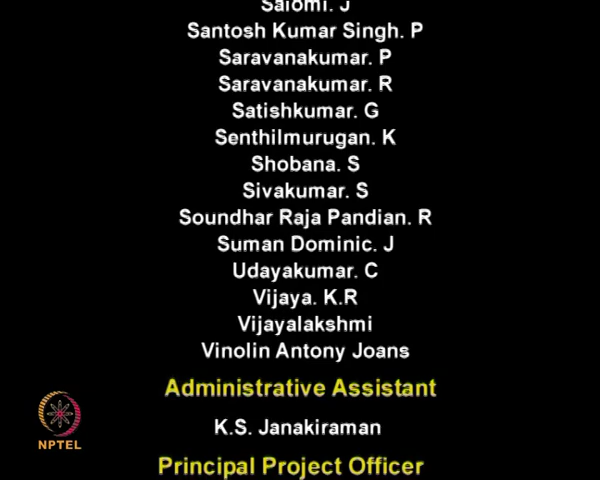 Salomi. J
Santosh Kumar Singh. P
Saravanakumar. P
Saravanakumar. R
Satishkumar. G
Senthilmurugan. K
Shobana. S
Sivakumar. S
Soundhar Raja Pandian. R
Suman Dominic. J
Udayakumar. C
Vijaya. K.R
Vijayalakshmi
Vinolin Antony Joans
Administrative Assistant
K.S. Janakiraman
NPTEL
Principal Project Officer